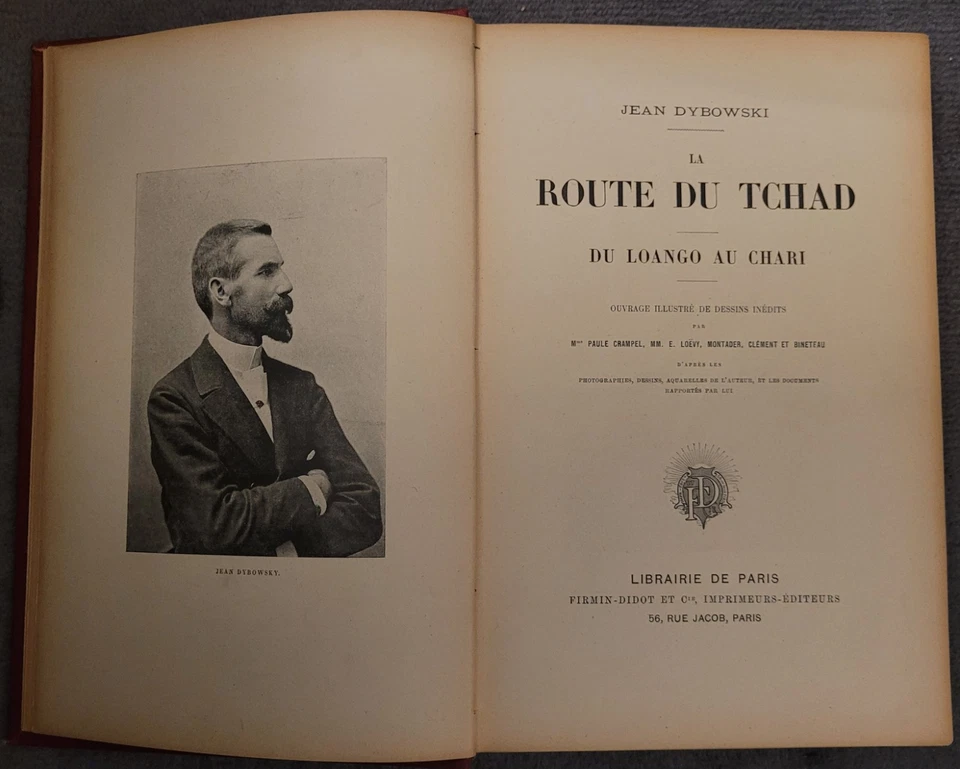 JEAN DYBOWSKY.
JEAN DYBOWSKI
LA
ROUTE DU TCHAD
DU LOANGO AU CHARI
OUVRAGE ILLUSTRÉ DE DESSINS INÉDITS
PAR
Mme PAULE CRAMPEL, MM. E. LOËVY, MONTADER, CLÉMENT ET BINETEAU
D'APRÈS LES
PHOTOGRAPHIES, DESSINS, AQUARELLES DE L'AUTEUR, ET LES DOCUMENTS
RAPPORTÉS PAR LUI
FD
LIBRAIRIE DE PARIS
FIRMIN-DIDOT ET Cie, IMPRIMEURS-ÉDITEURS
56, RUE JACOB, PARIS